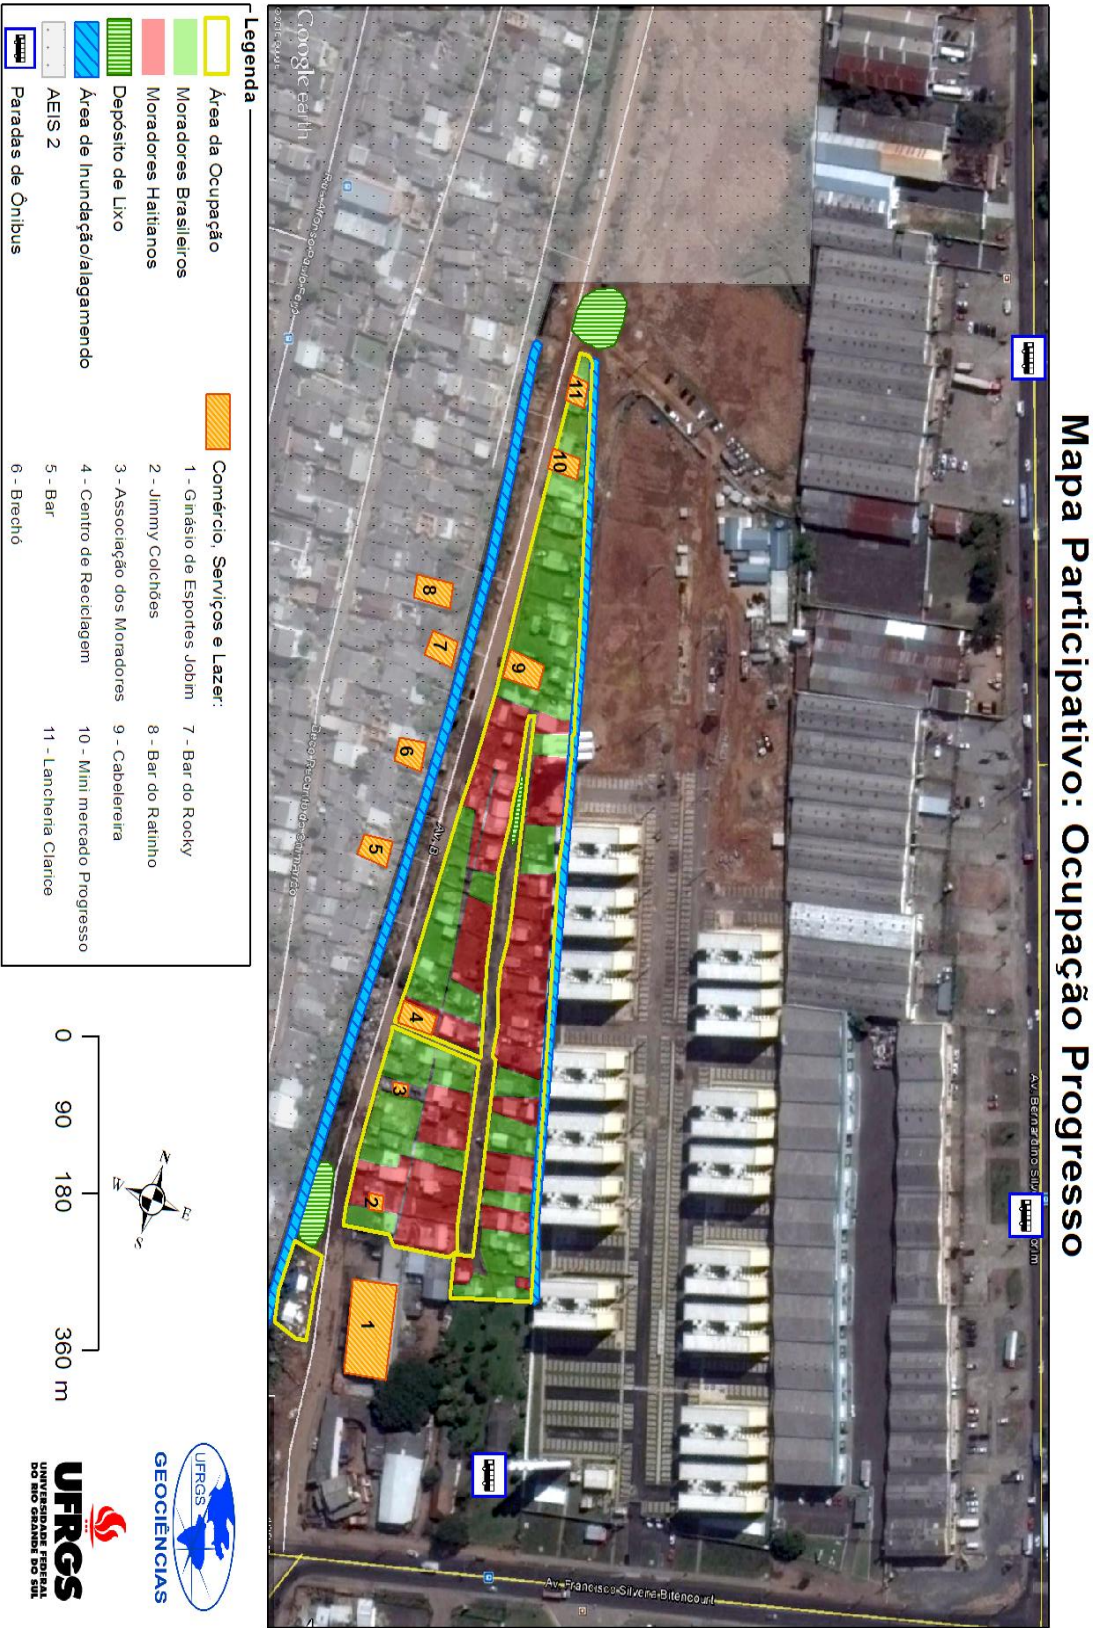 Mapa Participativo: Ocupação Progresso
Av. Bernardino Silv
orim
Google earth
Av. B
Av. Francisco Silveira Bitencourt
11
10
9
8
7
6
5
4
3
2
1
Legenda
Área da Ocupação
Moradores Brasileiros
Moradores Haitianos
Depósito de Lixo
Área de Inundação/alagamendo
AEIS 2
Paradas de Ônibus
Comércio, Serviços e Lazer:
1 - Ginásio de Esportes Jobim
2 - Jimmy Colchões
3 - Associação dos Moradores
4 - Centro de Reciclagem
5 - Bar
6 - Brechó
7 - Bar do Rocky
8 - Bar do Ratinho
9 - Cabelereira
10 - Mini mercado Progresso
11 - Lancheria Clarice
0 90 180 360 m
N
W E
S
UFRGS
GEOCIÊNCIAS
UFRGS
UNIVERSIDADE FEDERAL
DO RIO GRANDE DO SUL